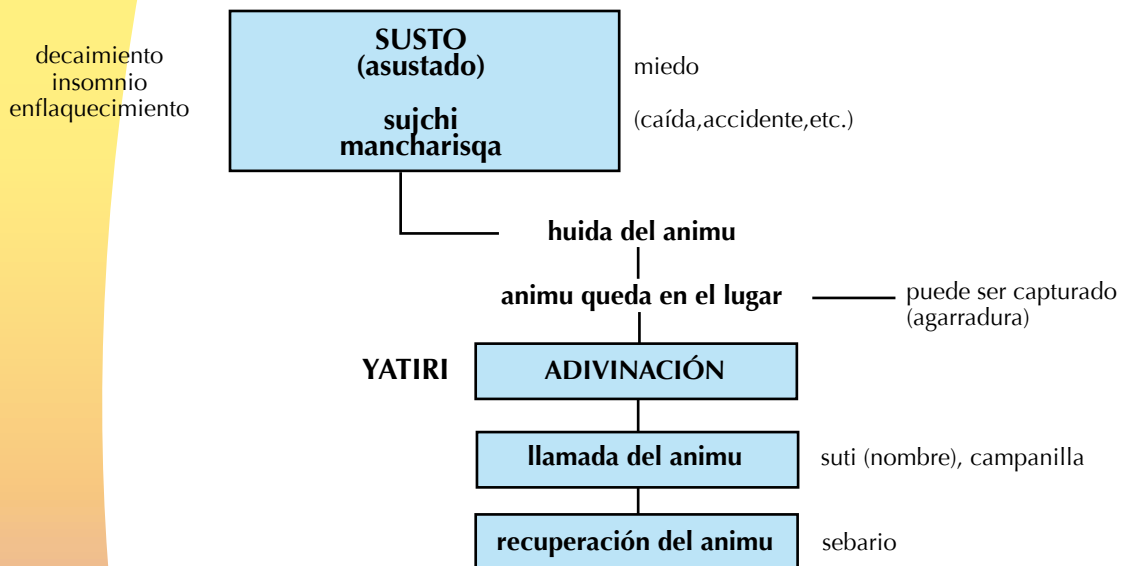 decaimiento
insomnio
enflaquecimiento
SUSTO
(asustado)
sujchi
mancharisqa
miedo
(caída,accidente,etc.)
huida del animu
animu queda en el lugar
puede ser capturado
(agarradura)
YATIRI
ADIVINACIÓN
llamada del animu
suti (nombre), campanilla
recuperación del animu
sebario